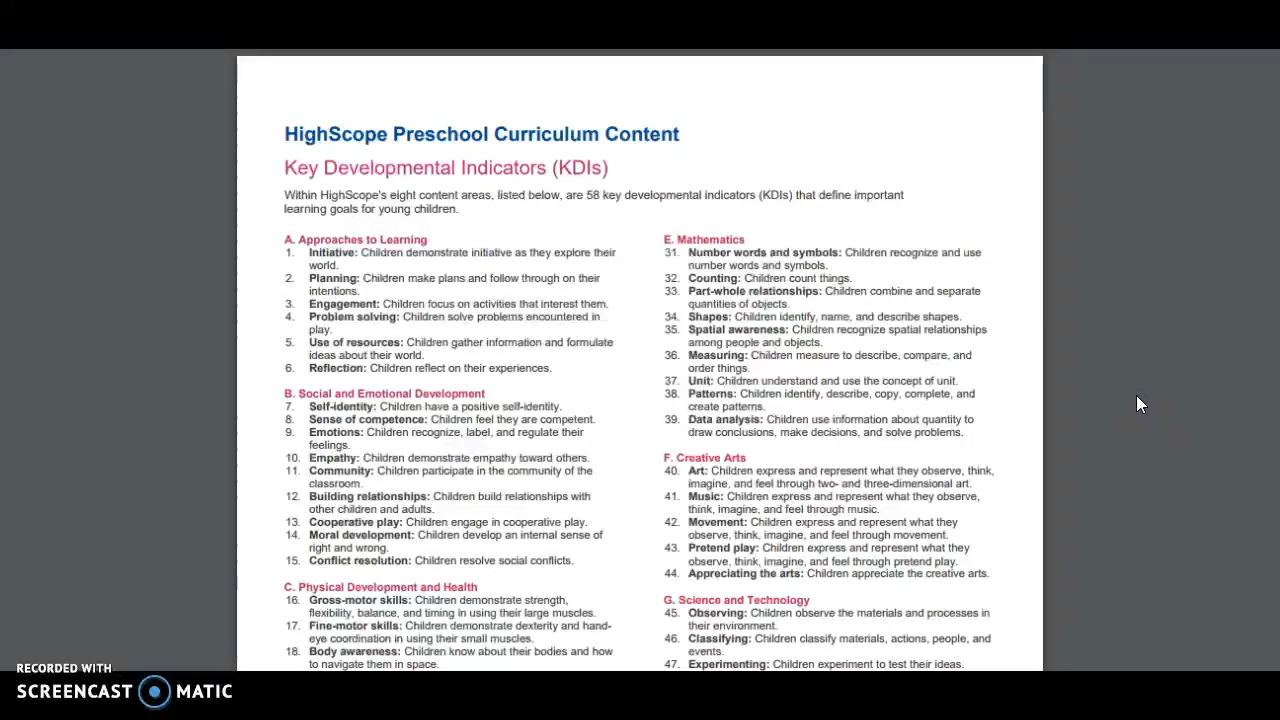 HighScope Preschool Curriculum Content
Key Developmental Indicators (KDIs)
Within HighScope's eight content areas, listed below, are 58 key developmental indicators (KDIs) that define important
learning goals for young children.
A. Approaches to Learning
1. Initiative: Children demonstrate initiative as they explore their
world.
2. Planning: Children make plans and follow through on their
intentions.
3. Engagement: Children focus on activities that interest them.
4. Problem solving: Children solve problems encountered in
play.
5. Use of resources: Children gather information and formulate
ideas about their world.
6. Reflection: Children reflect on their experiences.
B. Social and Emotional Development
7. Self-identity: Children have a positive self-identity.
8. Sense of competence: Children feel they are competent.
9. Emotions: Children recognize, label, and regulate their
feelings.
10. Empathy: Children demonstrate empathy toward others.
11. Community: Children participate in the community of the
classroom.
12. Building relationships: Children build relationships with
other children and adults.
13. Cooperative play: Children engage in cooperative play.
14. Moral development: Children develop an internal sense of
right and wrong.
15. Conflict resolution: Children resolve social conflicts.
C. Physical Development and Health
16. Gross-motor skills: Children demonstrate strength,
flexibility, balance, and timing in using their large muscles.
17. Fine-motor skills: Children demonstrate dexterity and hand-
eye coordination in using their small muscles.
18. Body awareness: Children know about their bodies and how
to navigate them in space.
E. Mathematics
31. Number words and symbols: Children recognize and use
number words and symbols.
32. Counting: Children count things.
33. Part-whole relationships: Children combine and separate
quantities of objects.
34. Shapes: Children identify, name, and describe shapes.
35. Spatial awareness: Children recognize spatial relationships
among people and objects.
36. Measuring: Children measure to describe, compare, and
order things.
37. Unit: Children understand and use the concept of unit.
38. Patterns: Children identify, describe, copy, complete, and
create patterns.
39. Data analysis: Children use information about quantity to
draw conclusions, make decisions, and solve problems.
F. Creative Arts
40. Art: Children express and represent what they observe, think,
imagine, and feel through two- and three-dimensional art.
41. Music: Children express and represent what they observe,
think, imagine, and feel through music.
42. Movement: Children express and represent what they
observe, think, imagine, and feel through movement.
43. Pretend play: Children express and represent what they
observe, think, imagine, and feel through pretend play.
44. Appreciating the arts: Children appreciate the creative arts.
G. Science and Technology
45. Observing: Children observe the materials and processes in
their environment.
46. Classifying: Children classify materials, actions, people, and
events.
47. Experimenting: Children experiment to test their ideas.
RECORDED WITH
SCREENCAST MATIC